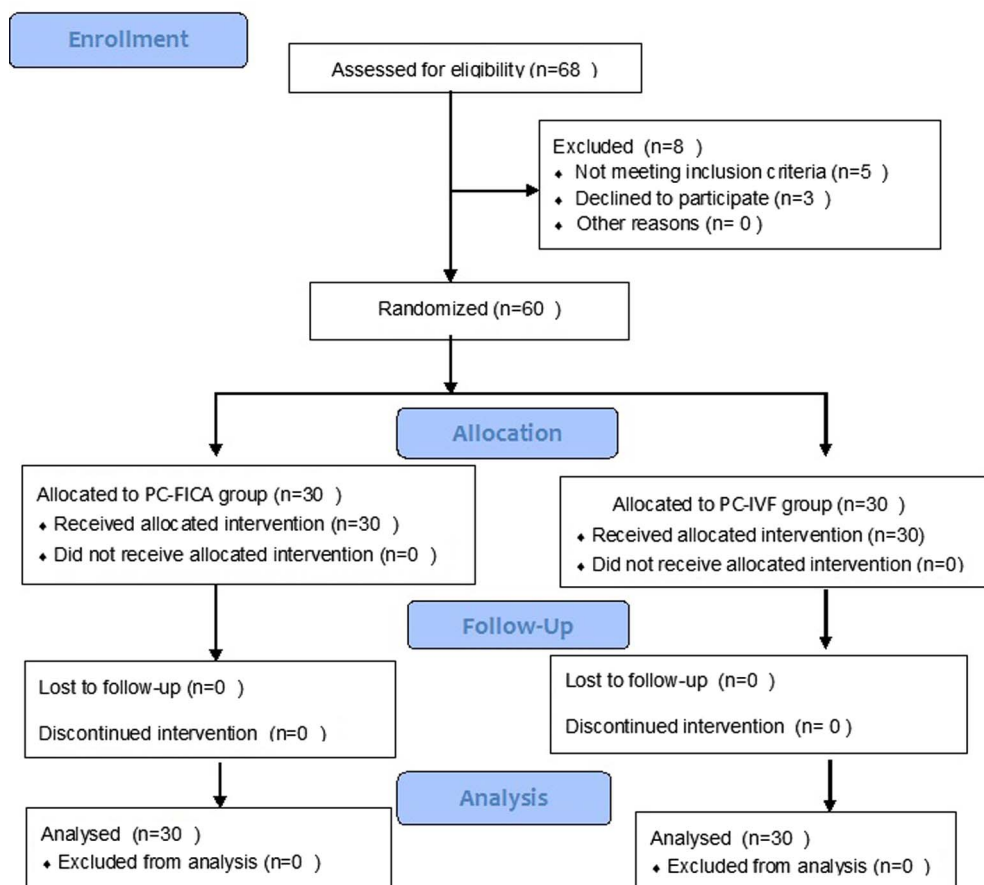 Enrollment
Assessed for eligibility (n=68 )
Excluded (n=8 )
⬧ Not meeting inclusion criteria (n=5 )
⬧ Declined to participate (n=3 )
⬧ Other reasons (n= 0 )
Randomized (n=60 )
Allocation
Allocated to PC-FICA group (n=30 )
⬧ Received allocated intervention (n=30 )
⬧ Did not receive allocated intervention (n=0 )
Allocated to PC-IVF group (n=30 )
⬧ Received allocated intervention (n=30)
⬧ Did not receive allocated intervention (n=0)
Follow-Up
Lost to follow-up (n=0 )
Discontinued intervention (n=0 )
Lost to follow-up (n=0 )
Discontinued intervention (n= 0 )
Analysis
Analysed (n=30 )
⬧ Excluded from analysis (n=0 )
Analysed (n=30 )
⬧ Excluded from analysis (n=0 )